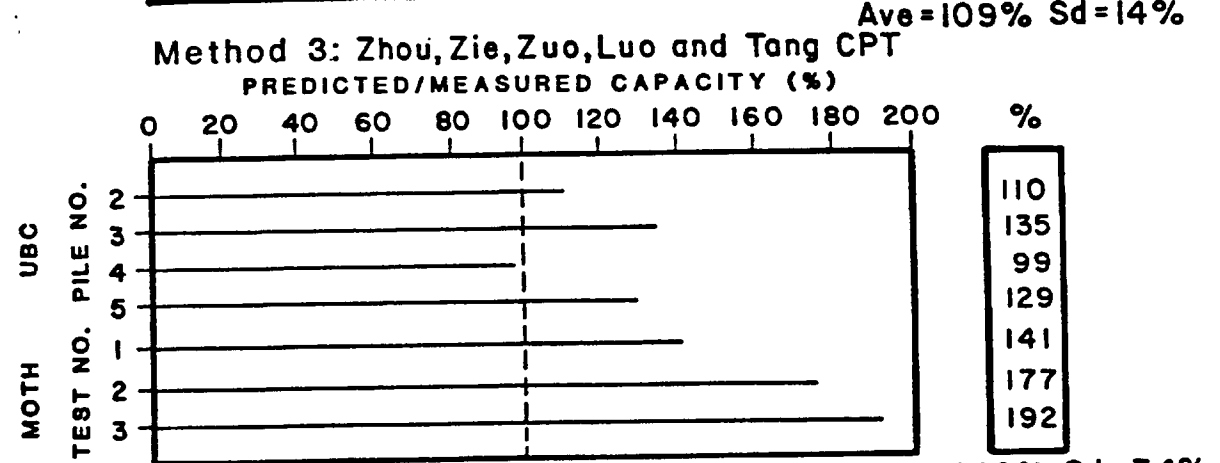 Ave=109% Sd=14%
Method 3: Zhou,Zie,Zuo,Luo and Tang CPT
PREDICTED/MEASURED CAPACITY (%)
0 20 40 60 80 100 120 140 160 180 200 %
UBC
PILE NO.
2 110
3 135
4 99
5 129
MOTH
TEST NO.
1 141
2 177
3 192